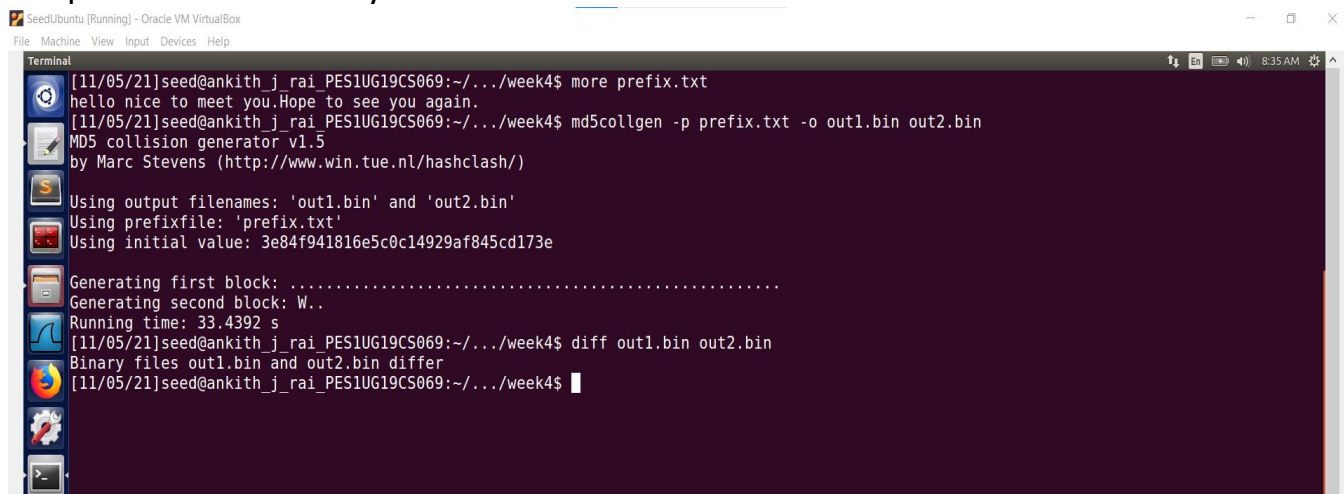 SeedUbuntu [Running] - Oracle VM VirtualBox
File Machine View Input Devices Help
Terminal
En 8:35 AM
[11/05/21]seed@ankith_j_rai_PES1UG19CS069:~/.../week4$ more prefix.txt
hello nice to meet you.Hope to see you again.
[11/05/21]seed@ankith_j_rai_PES1UG19CS069:~/.../week4$ md5collgen -p prefix.txt -o out1.bin out2.bin
MD5 collision generator v1.5
by Marc Stevens (http://www.win.tue.nl/hashclash/)
Using output filenames: 'out1.bin' and 'out2.bin'
Using prefixfile: 'prefix.txt'
Using initial value: 3e84f941816e5c0c14929af845cd173e
Generating first block: ......................................................
Generating second block: W..
Running time: 33.4392 s
[11/05/21]seed@ankith_j_rai_PES1UG19CS069:~/.../week4$ diff out1.bin out2.bin
Binary files out1.bin and out2.bin differ
[11/05/21]seed@ankith_j_rai_PES1UG19CS069:~/.../week4$